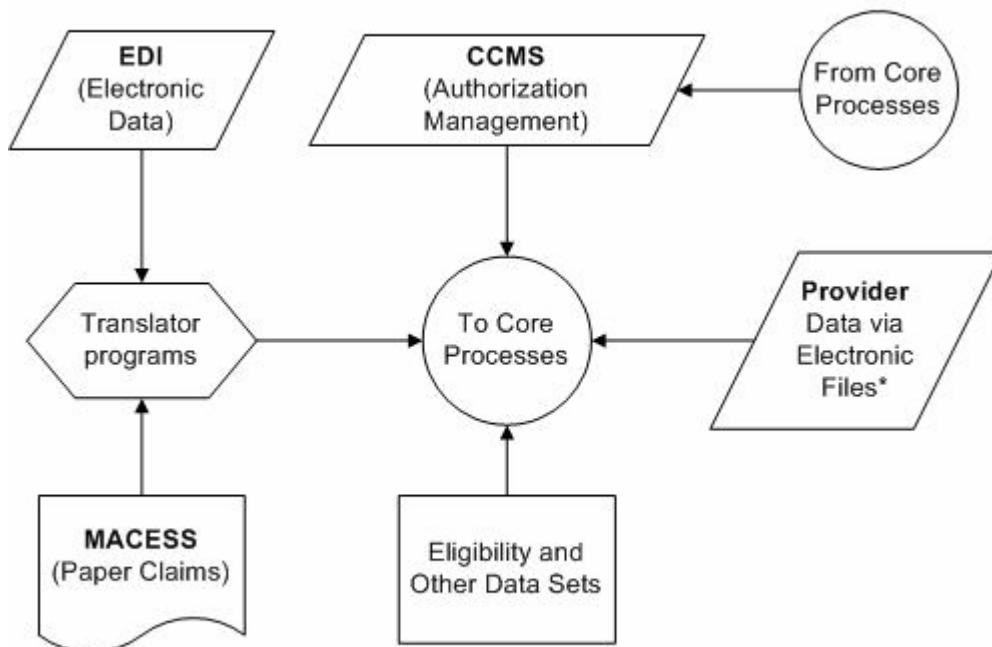 EDI
(Electronic
Data)
CCMS
(Authorization
Management)
From Core
Processes
Translator
programs
To Core
Processes
Provider
Data via
Electronic
Files*
MACESS
(Paper Claims)
Eligibility and
Other Data Sets